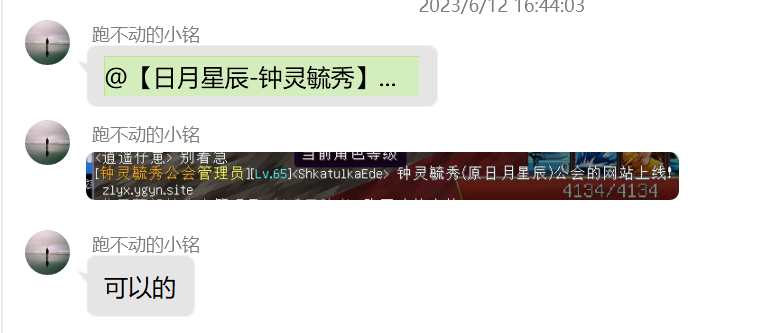 2023/6/12 16:44:03
跑不动的小铭
@【日月星辰-钟灵毓秀】...
跑不动的小铭
<逍遥仔崽> 别着急
当前角色等级
[钟灵毓秀公会管理员][Lv.65]<ShkatulkaEde> 钟灵毓秀(原日月星辰)公会的网站上线!
zlyx.ygyn.site
4134/4134
跑不动的小铭
可以的